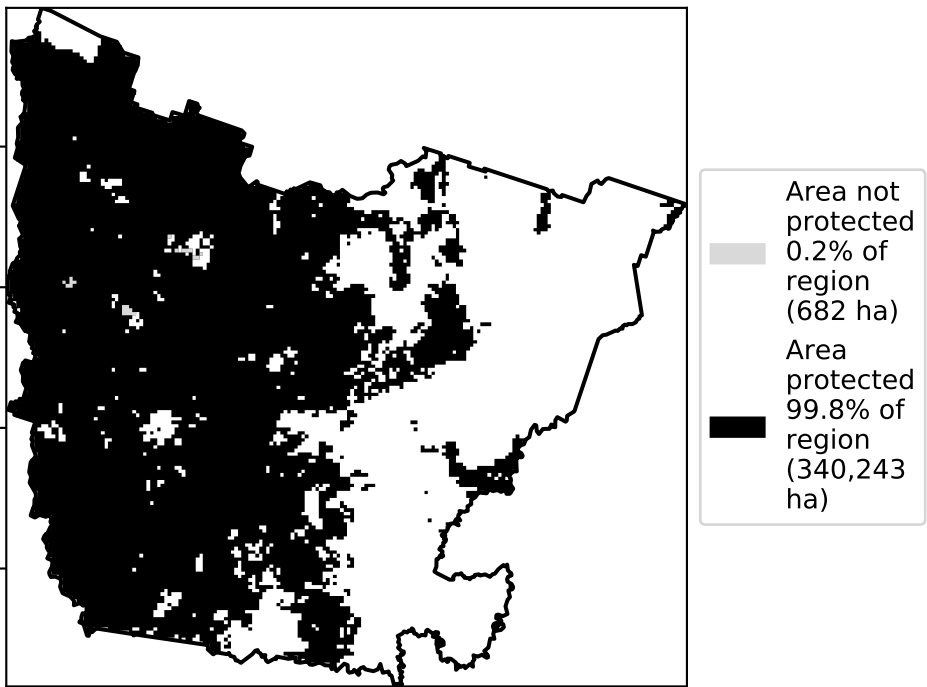 Area not
protected
0.2% of
region
(682 ha)
Area
protected
99.8% of
region
(340,243
ha)